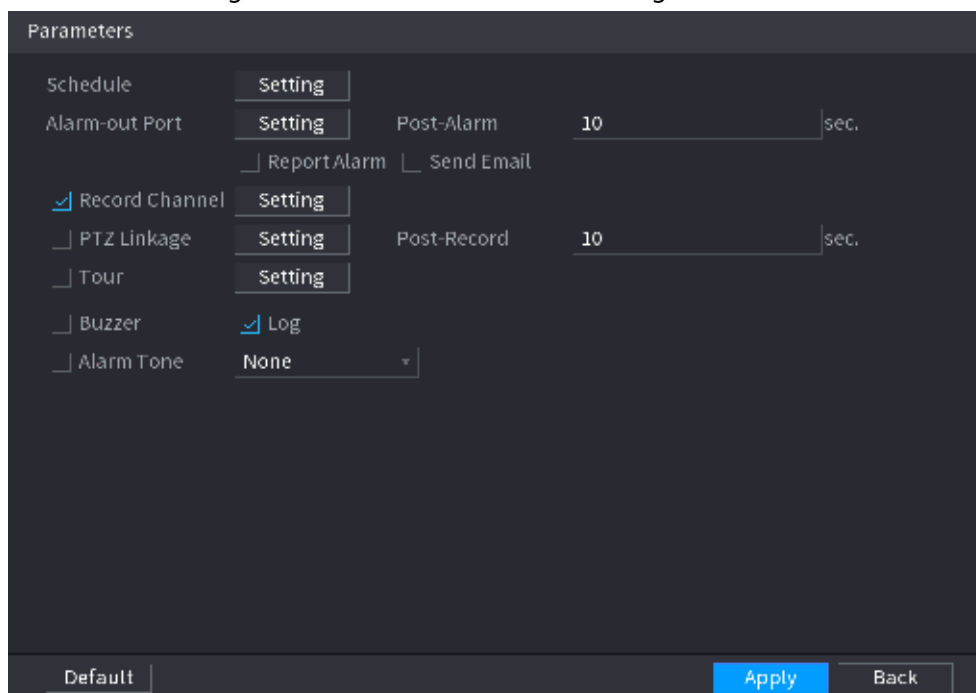 Parameters
Schedule Setting
Alarm-out Port Setting Post-Alarm 10 sec.
Report Alarm Send Email
Record Channel Setting
PTZ Linkage Setting Post-Record 10 sec.
Tour Setting
Buzzer Log
Alarm Tone None
Default Apply Back